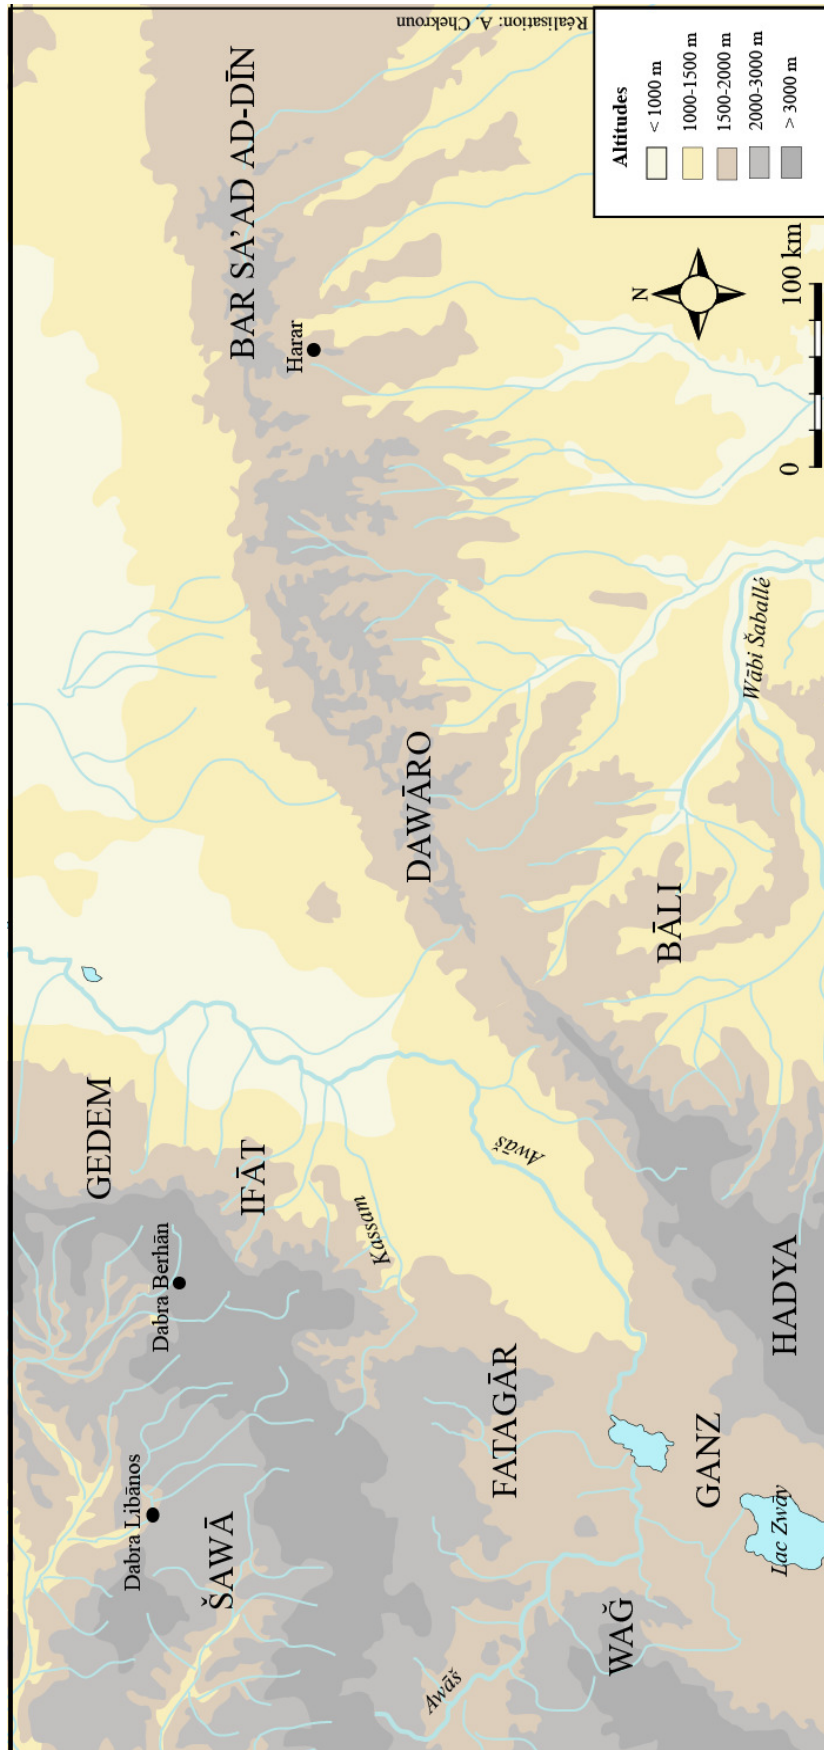 Réalisation: A. Chekroun
BAR SA’AD AD-DĪN
Harar
DAWĀRO
BĀLI
Wābi Šaballé
GEDEM
IFĀT
Dabra Berhān
Kassam
Awāš
Dabra Libānos
ŠAWĀ
FATAGĀR
HADYA
GANZ
Lac Zwāy
WAĞ
Awāš
N
0
100 km
Altitudes
< 1000 m
1000-1500 m
1500-2000 m
2000-3000 m
> 3000 m